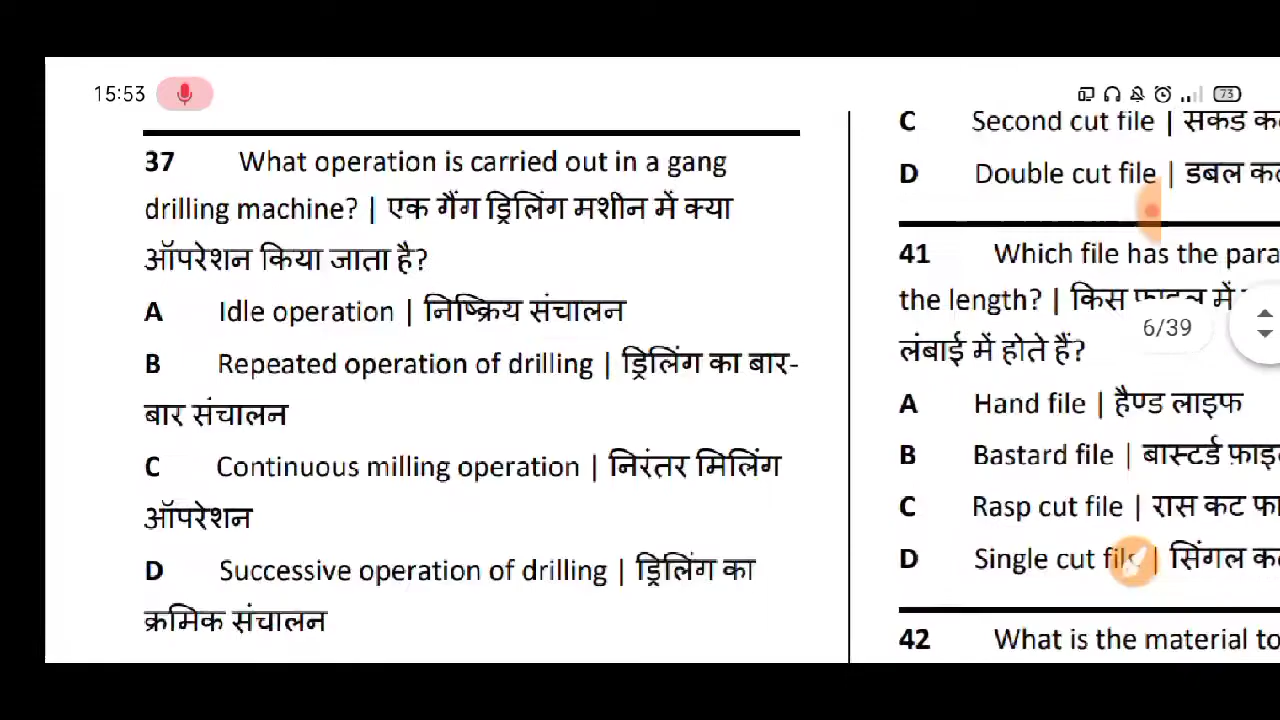 15:53
73
37 What operation is carried out in a gang
drilling machine? | एक गैंग ड्रिलिंग मशीन में क्या
ऑपरेशन किया जाता है?
A Idle operation | निष्क्रिय संचालन
B Repeated operation of drilling | ड्रिलिंग का बार-
बार संचालन
C Continuous milling operation | निरंतर मिलिंग
ऑपरेशन
D Successive operation of drilling | ड्रिलिंग का
क्रमिक संचालन
C Second cut file |
D Double cut file | डबल
41 Which file has the para
the length? | किस में
6/39
लंबाई में होते हैं?
A Hand file | हैण्ड लाइफ
B Bastard file | बास्टर्ड फ़ाइ
C Rasp cut file | रास कट
D Single cut | सिंगल
42 What is the material to